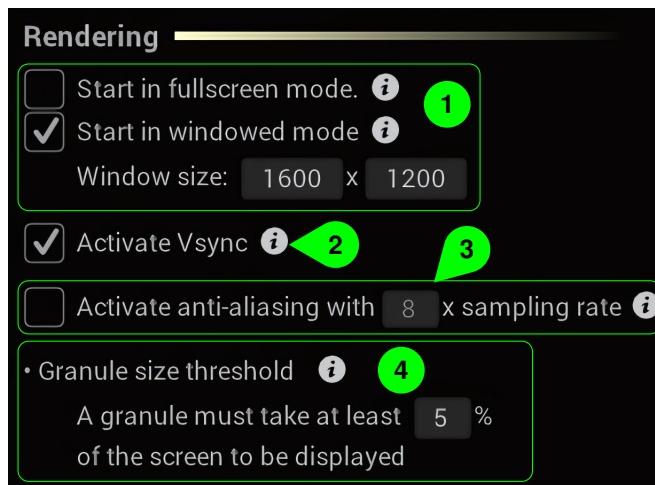 Rendering
Start in fullscreen mode. i
1
Start in windowed mode i
Window size: 1600 x 1200
Activate Vsync i 2
3
Activate anti-aliasing with 8 x sampling rate i
• Granule size threshold i 4
A granule must take at least 5 %
of the screen to be displayed